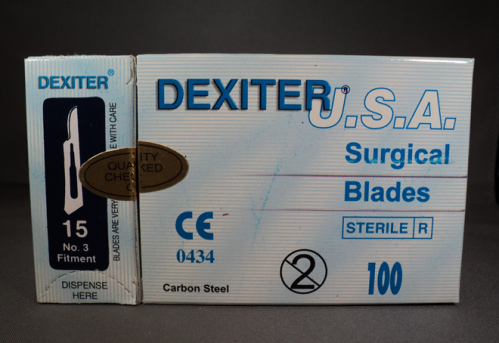 DEXITER®
15
No. 3
Fitment
DISPENSE
HERE
BLADES ARE VERY
E WITH CARE
QUALITY
CHECKED
DEXITER®
U.S.A.
Surgical
Blades
STERILE R
CE
0434
2
100
Carbon Steel